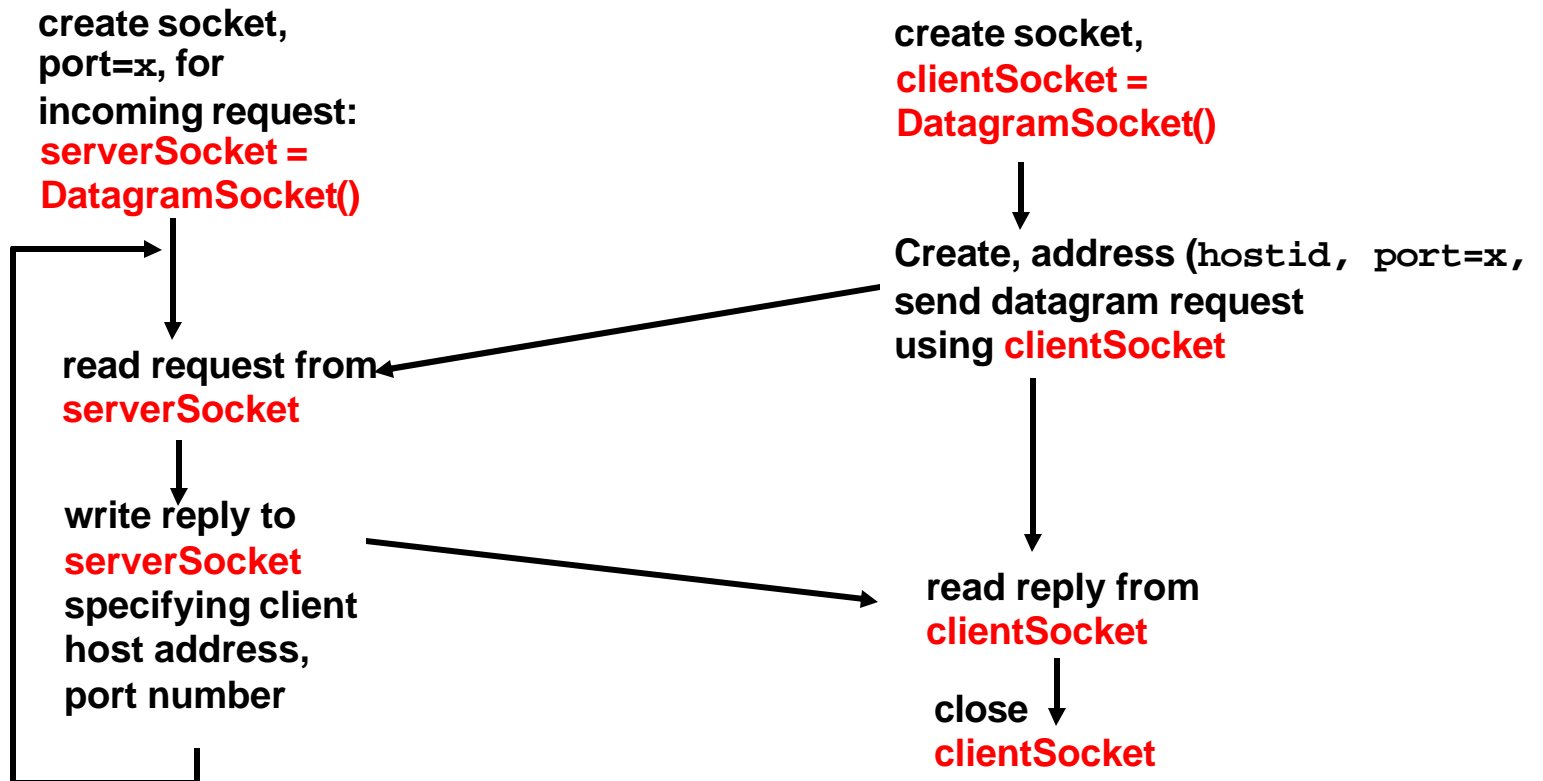 create socket,
port=x, for
incoming request:
serverSocket =
DatagramSocket()
read request from
serverSocket
write reply to
serverSocket
specifying client
host address,
port number
create socket,
clientSocket =
DatagramSocket()
Create, address (hostid, port=x,
send datagram request
using clientSocket
read reply from
clientSocket
close
clientSocket